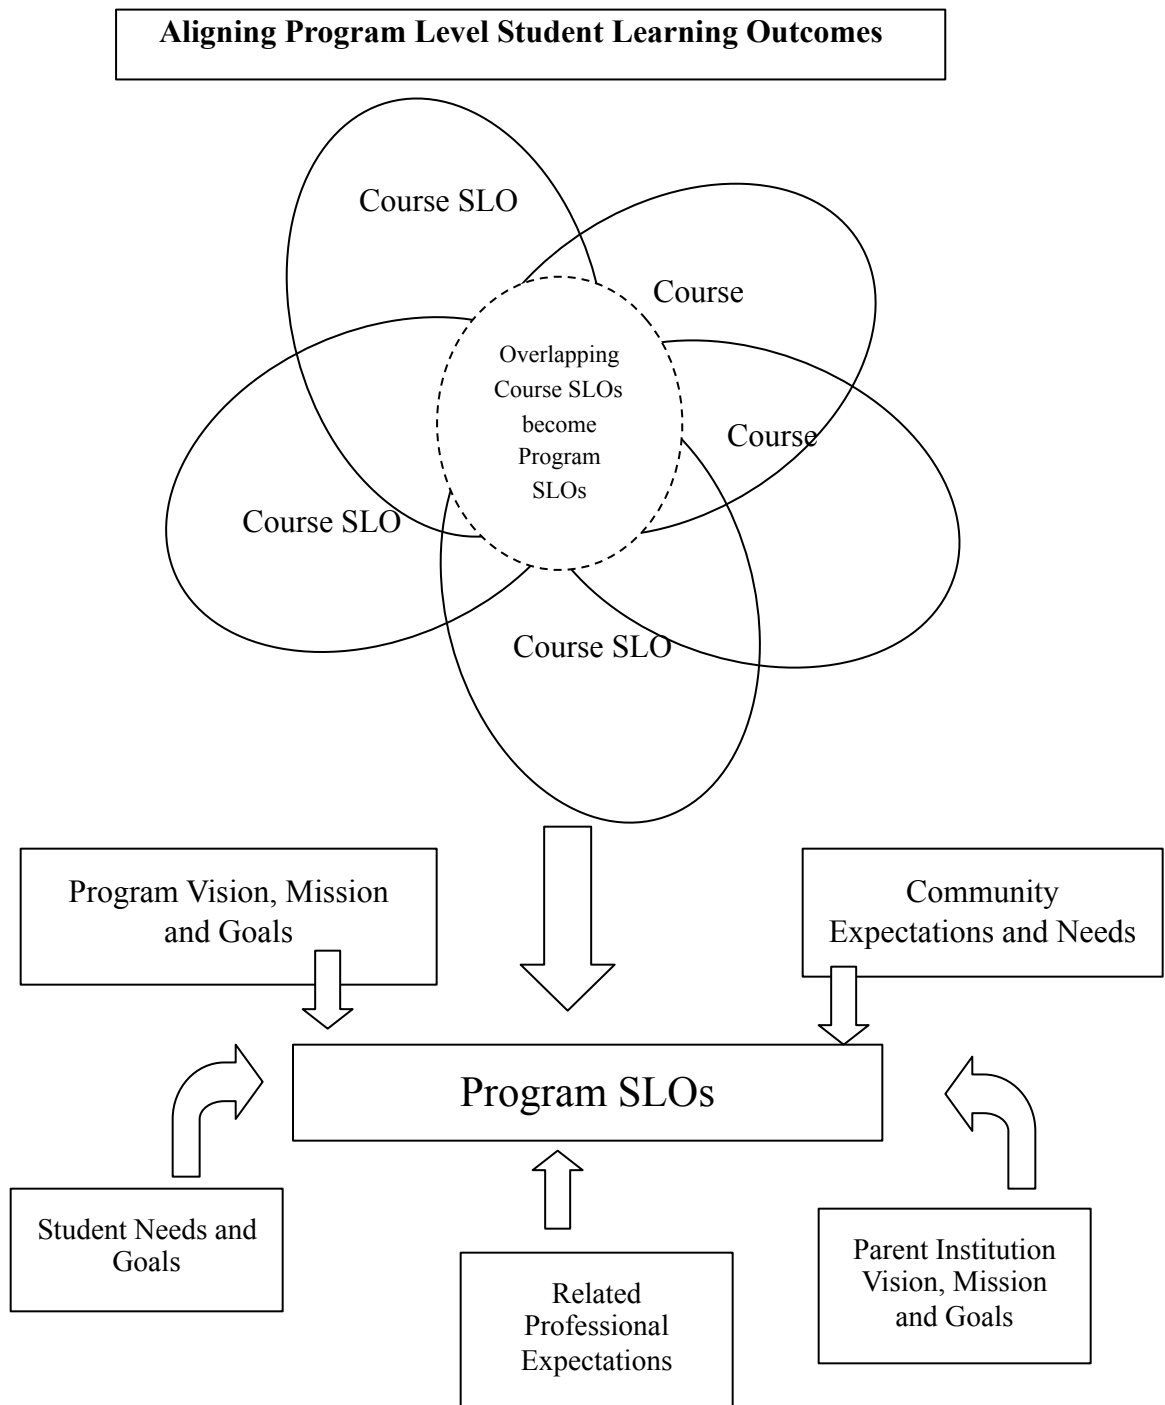 Aligning Program Level Student Learning Outcomes
Course SLO
Course
Overlapping
Course SLOs
become
Program
SLOs
Course
Course SLO
Course SLO
Program Vision, Mission
and Goals
Community
Expectations and Needs
Program SLOs
Student Needs and
Goals
Related
Professional
Expectations
Parent Institution
Vision, Mission
and Goals